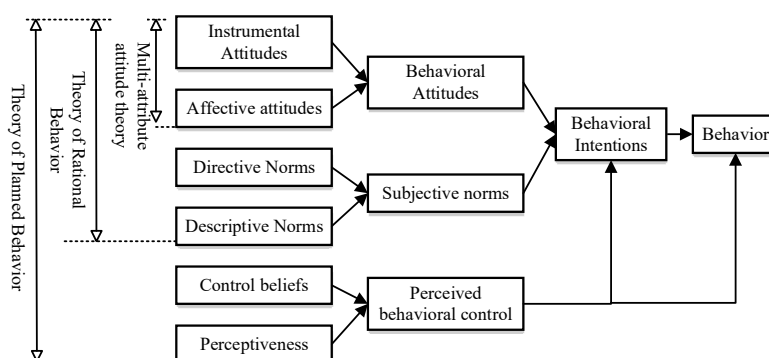 Theory of Planned Behavior
Theory of Rational
Behavior
Multi-attribute
attitude theory
Instrumental
Attitudes
Affective attitudes
Directive Norms
Descriptive Norms
Control beliefs
Perceptiveness
Behavioral
Attitudes
Subjective norms
Perceived
behavioral control
Behavioral
Intentions
Behavior